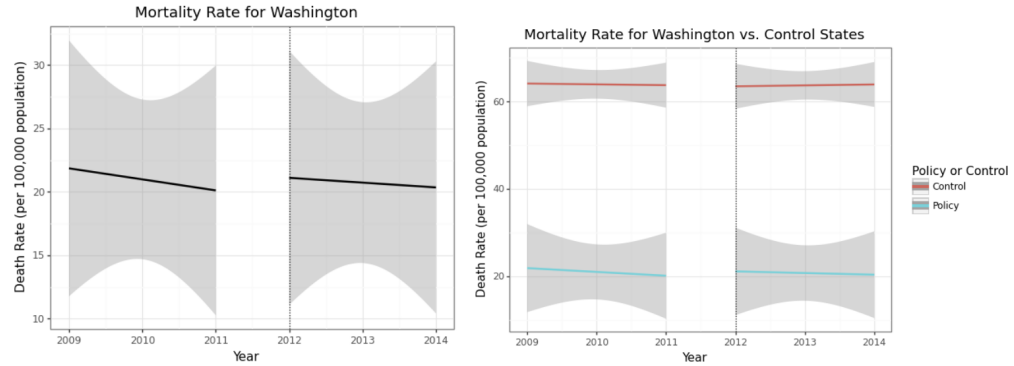 Mortality Rate for Washington
Death Rate (per 100,000 population)
30
25
20
15
10
2009 2010 2011 2012 2013 2014
Year
Mortality Rate for Washington vs. Control States
Death Rate (per 100,000 population)
60
40
20
2009 2010 2011 2012 2013 2014
Year
Policy or Control
Control
Policy